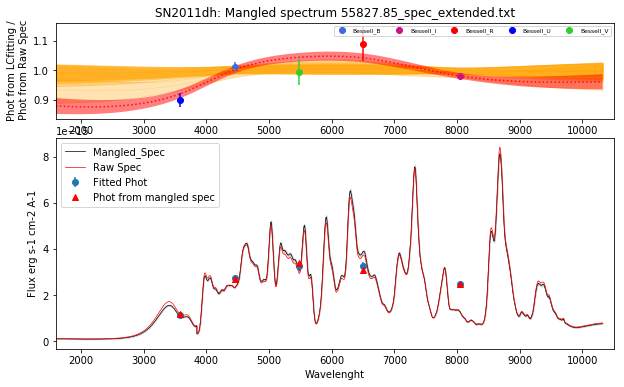 SN2011dh: Mangled spectrum 55827.85_spec_extended.txt
Phot from LCfitting /
Phot from Raw Spec
1.1
1.0
0.9
Bessell_B
Bessell_I
Bessell_R
Bessell_U
Bessell_V
2000 3000 4000 5000 6000 7000 8000 9000 10000
Flux erg s-1 cm-2 A-1
8
6
4
2
0
Mangled_Spec
Raw Spec
Fitted Phot
Phot from mangled spec
2000 3000 4000 5000 6000 7000 8000 9000 10000
Wavelenght